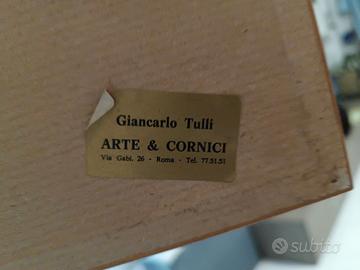 Giancarlo Tulli
ARTE & CORNICI
Via Gabi, 26 - Roma - Tel. 77.51.51
subito